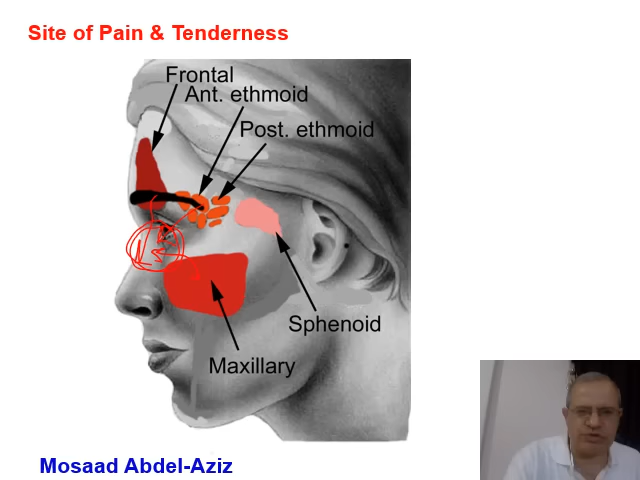 Site of Pain & Tenderness
Frontal
Ant. ethmoid
Post. ethmoid
Sphenoid
Maxillary
Mosaad Abdel-Aziz